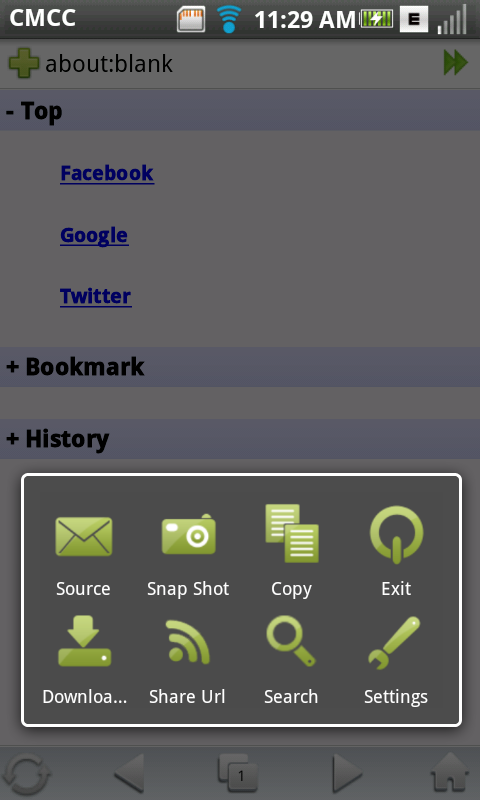 CMCC 11:29 AM E
about:blank
- Top
Facebook
Google
Twitter
+ Bookmark
+ History
Source Snap Shot Copy Exit
Downloa... Share Url Search Settings
1